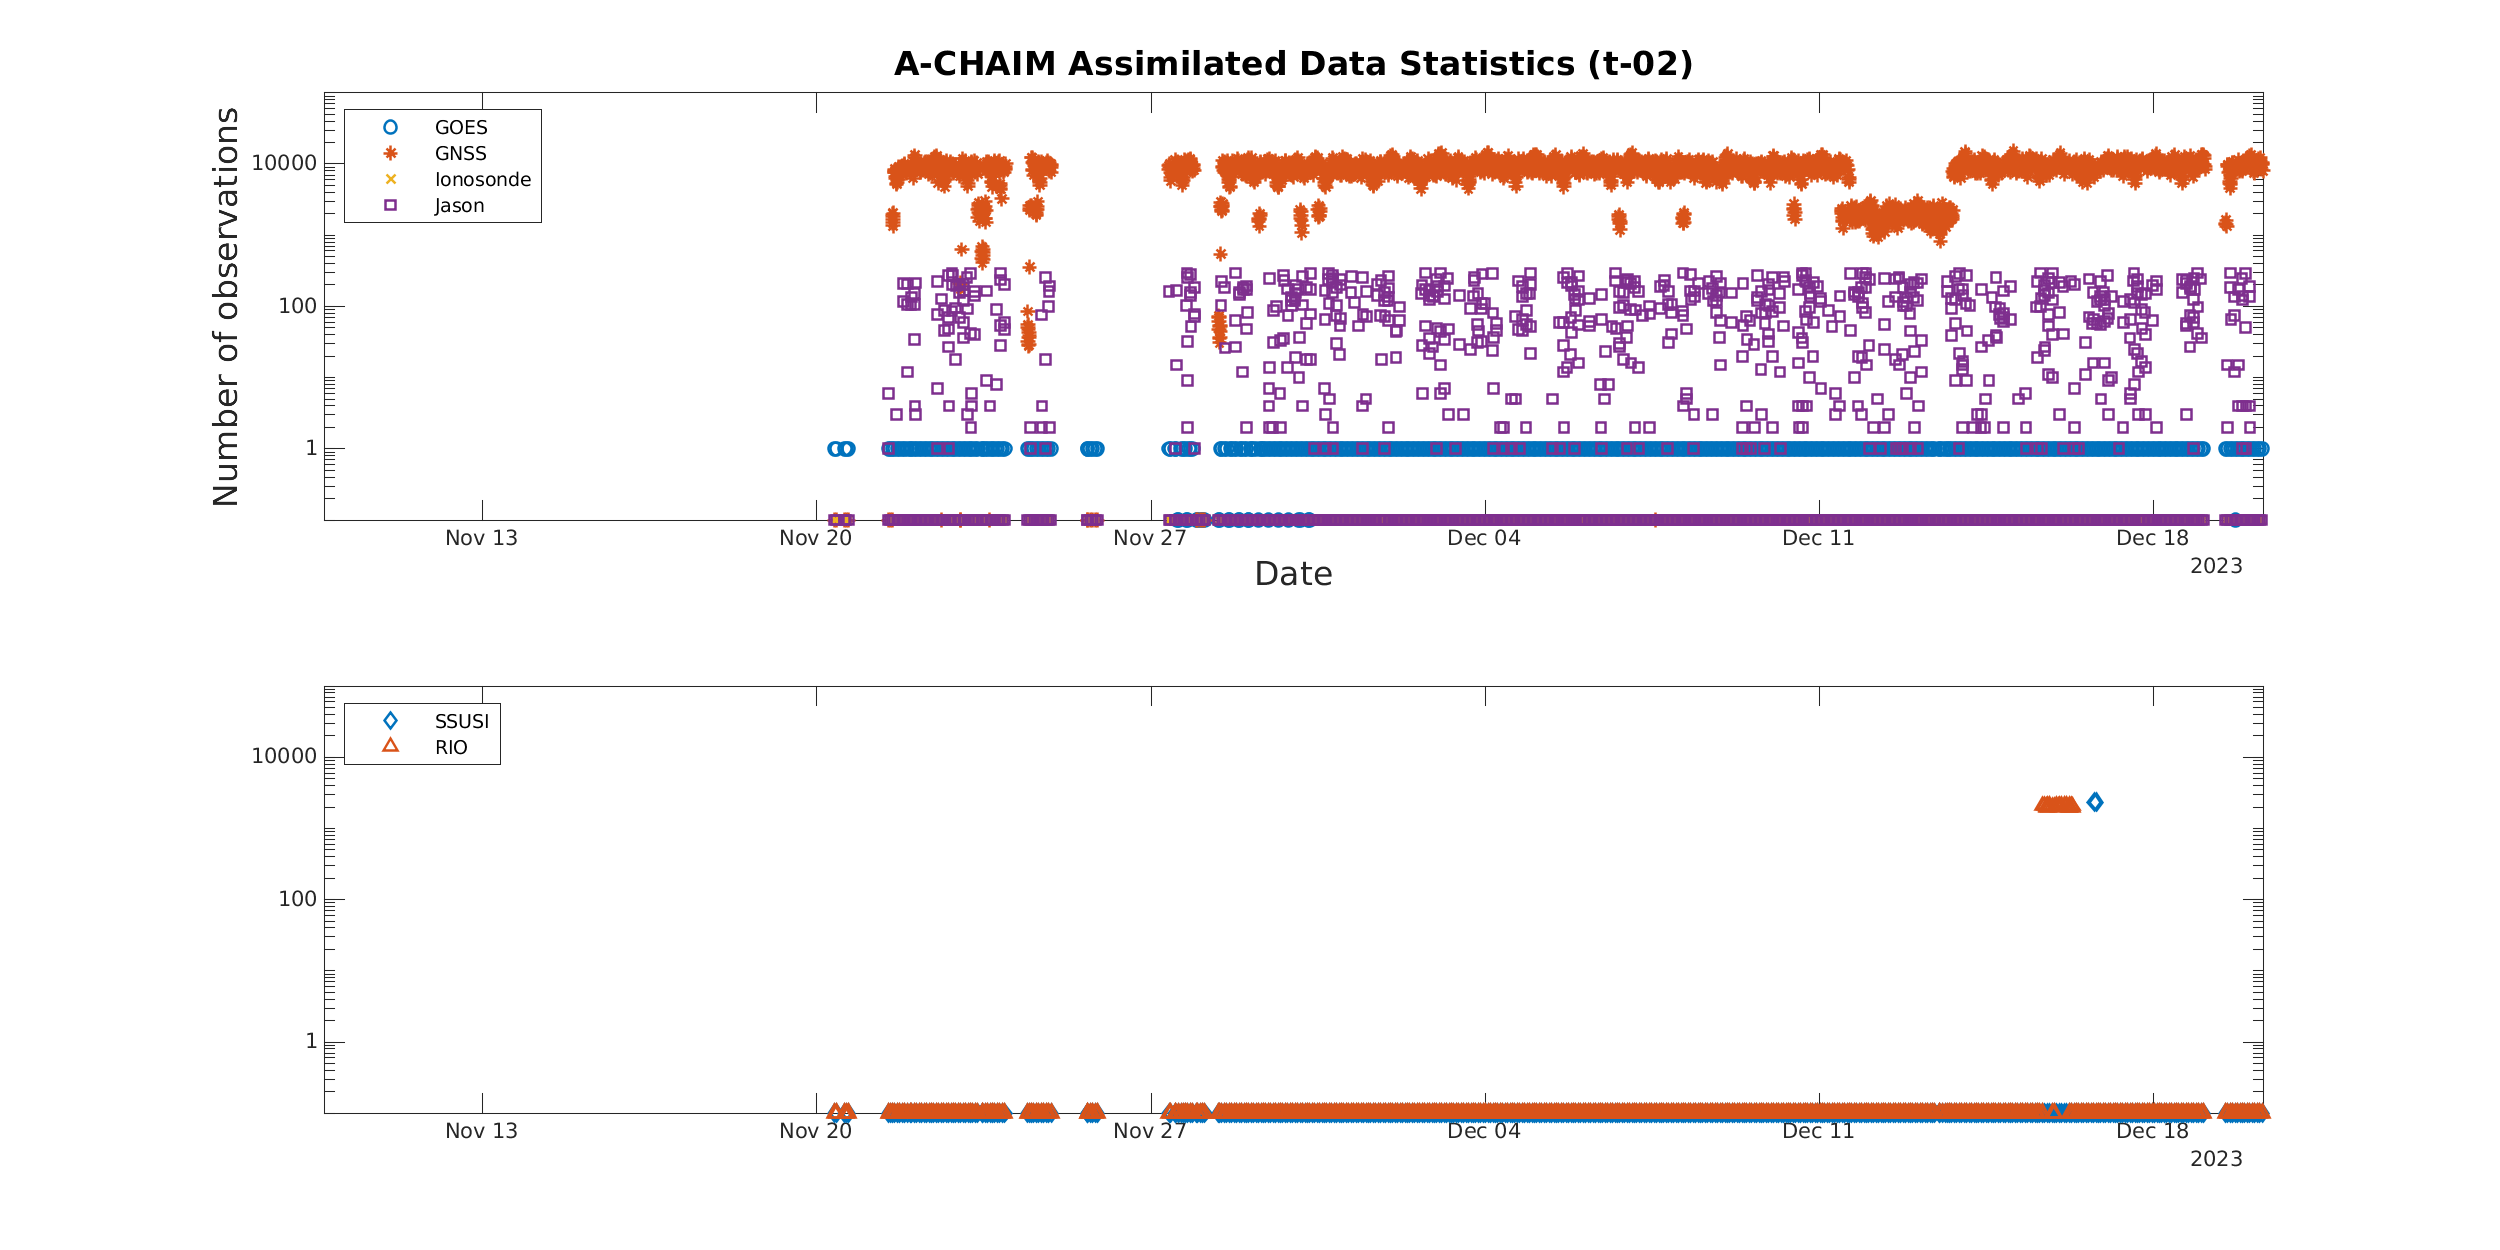 A-CHAIM Assimilated Data Statistics (t-02)
Number of observations
10000
100
1
GOES
GNSS
Ionosonde
Jason
Nov 13
Nov 20
Nov 27
Dec 04
Dec 11
Dec 18
2023
Date
10000
100
1
SSUSI
RIO
Nov 13
Nov 20
Nov 27
Dec 04
Dec 11
Dec 18
2023